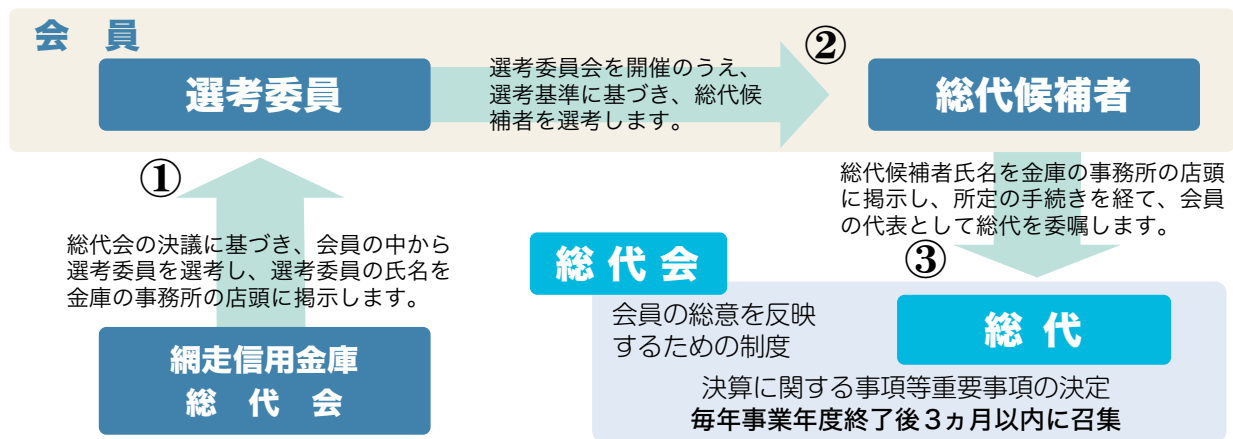 会　員
選考委員
選考委員会を開催のうえ、
選考基準に基づき、総代候
補者を選考します。
②
総代候補者
①
総代会の決議に基づき、会員の中から
選考委員を選考し、選考委員の氏名を
金庫の事務所の店頭に掲示します。
網走信用金庫
総　代　会
総代候補者氏名を金庫の事務所の店頭
に掲示し、所定の手続きを経て、会員
の代表として総代を委嘱します。
③
総 代 会
会員の総意を反映
するための制度
総 代
決算に関する事項等重要事項の決定
毎年事業年度終了後３ヵ月以内に召集